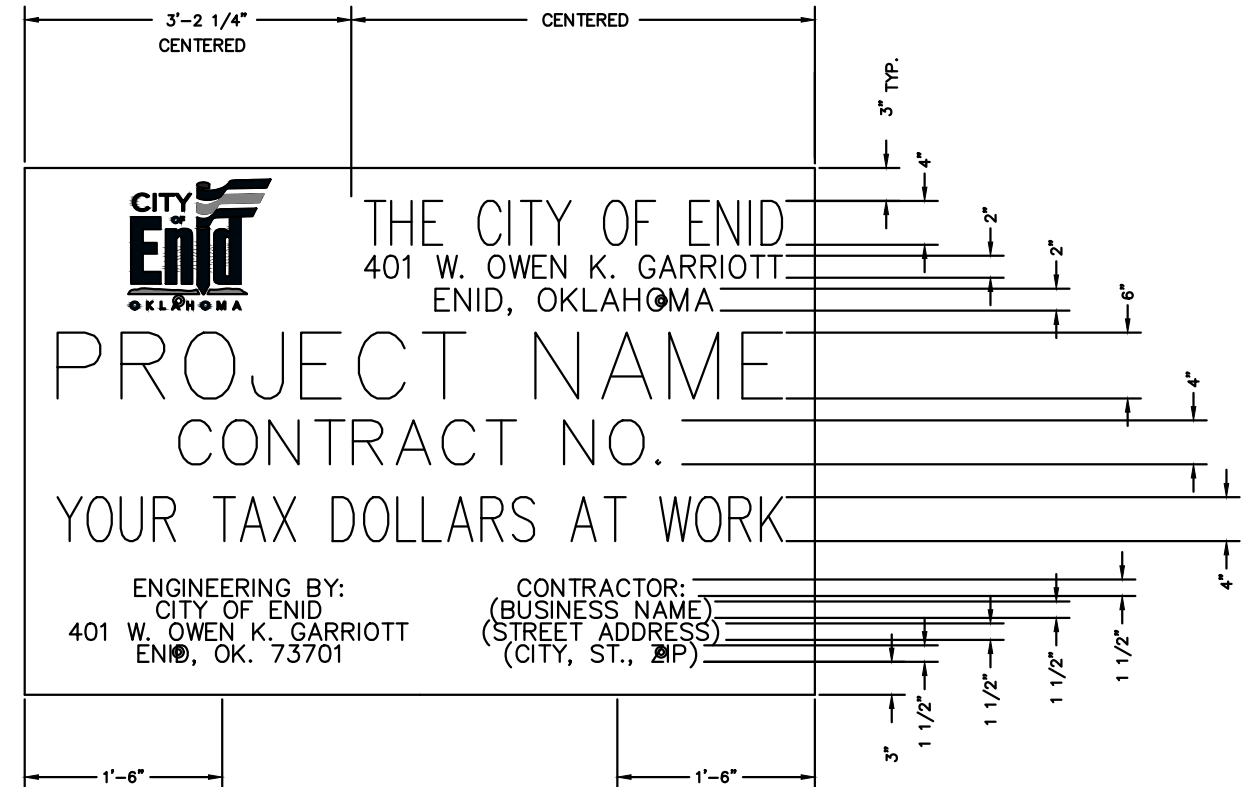 3'-2 1/4"
CENTERED
CENTERED
3" TYP.
4"
2"
2"
6"
4"
4"
CITY
OF
Enid
OKLAHOMA
THE CITY OF ENID
401 W. OWEN K. GARRIOTT
ENID, OKLAHOMA
PROJECT NAME
CONTRACT NO.
YOUR TAX DOLLARS AT WORK
ENGINEERING BY:
CITY OF ENID
401 W. OWEN K. GARRIOTT
ENID, OK. 73701
CONTRACTOR:
(BUSINESS NAME)
(STREET ADDRESS)
(CITY, ST., ZIP)
3"
1 1/2"
1 1/2"
1 1/2"
1 1/2"
1'-6"
1'-6"